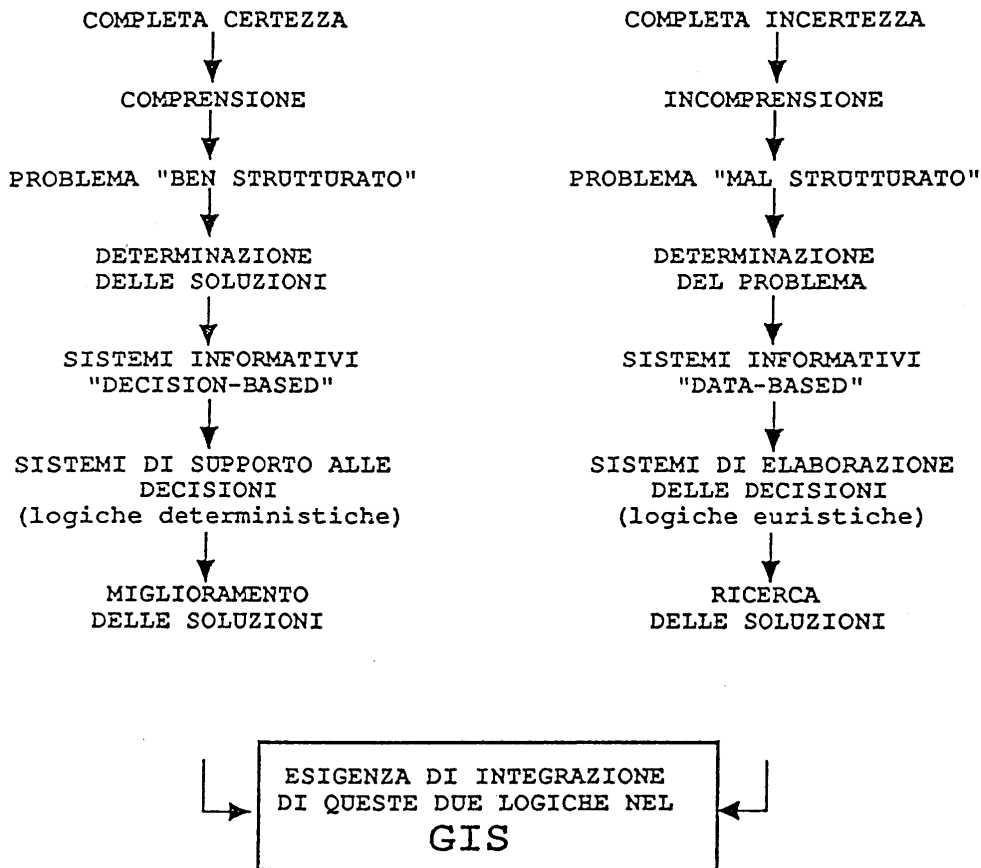 COMPLETA CERTEZZA
COMPRENSIONE
PROBLEMA "BEN STRUTTURATO"
DETERMINAZIONE
DELLE SOLUZIONI
SISTEMI INFORMATIVI
"DECISION-BASED"
SISTEMI DI SUPPORTO ALLE
DECISIONI
(logiche deterministiche)
MIGLIORAMENTO
DELLE SOLUZIONI
COMPLETA INCERTEZZA
INCOMPRENSIONE
PROBLEMA "MAL STRUTTURATO"
DETERMINAZIONE
DEL PROBLEMA
SISTEMI INFORMATIVI
"DATA-BASED"
SISTEMI DI ELABORAZIONE
DELLE DECISIONI
(logiche euristiche)
RICERCA
DELLE SOLUZIONI
ESIGENZA DI INTEGRAZIONE
DI QUESTE DUE LOGICHE NEL
GIS